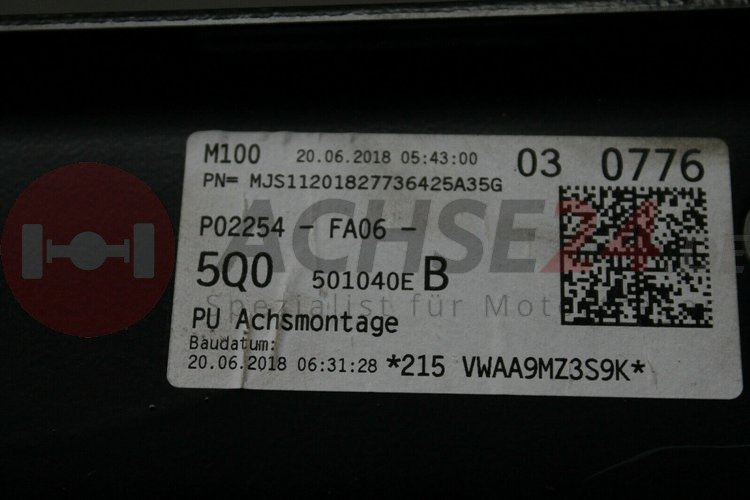 M100 20.06.2018 05:43:00 03 0776
PN= MJS11201827736425A35G
P02254 - FA06 -
ACHSE24.DE
5Q0 501040E B
Spezialist für Mot
PU Achsmontage
Baudatum:
20.06.2018 06:31:28 *215 VWAA9MZ3S9K*